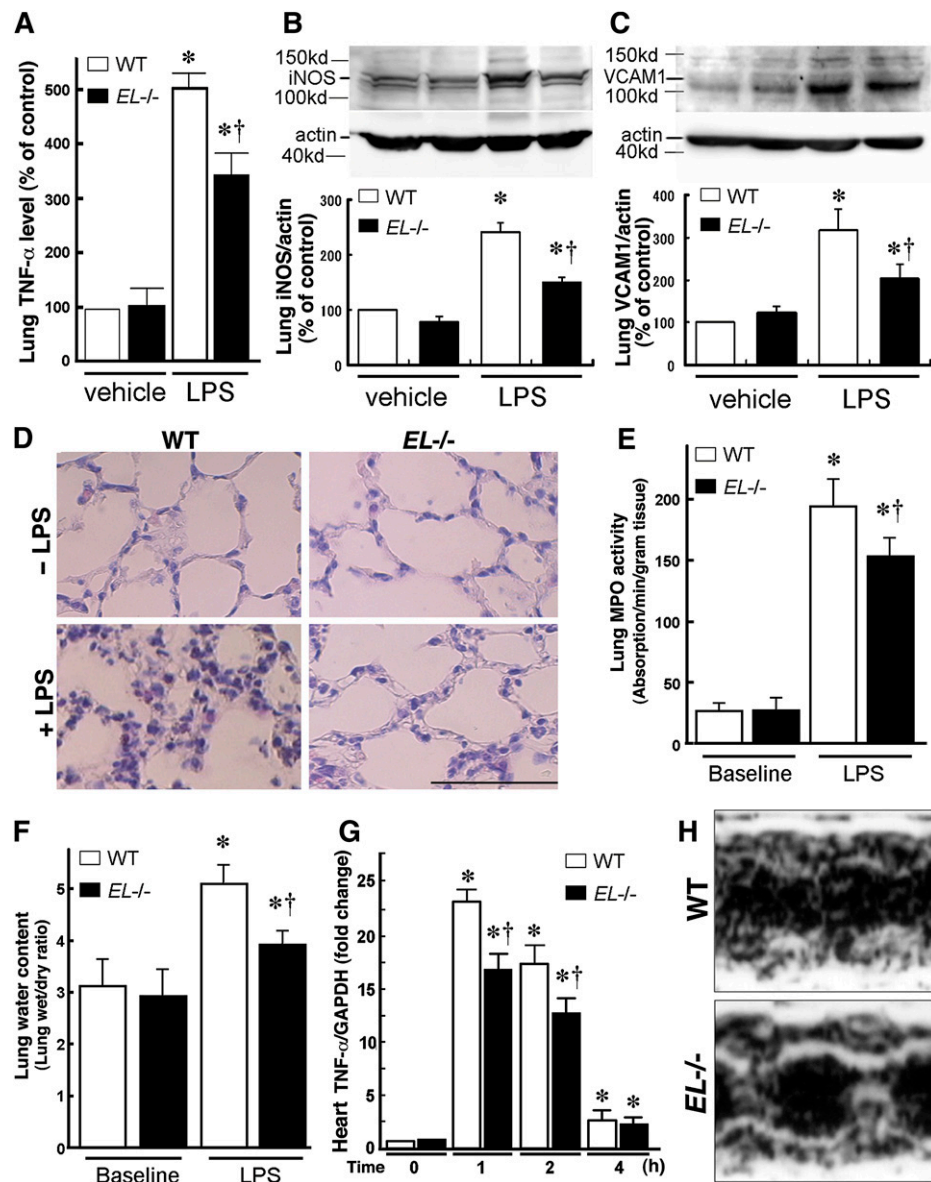 A
WT
EL-/-
*
*†
Lung TNF-α level (% of control)
500
400
300
200
100
0
vehicle
LPS
B
150kd
iNOS
100kd
actin
40kd
WT
EL-/-
*
*†
Lung iNOS/actin
(% of control)
300
200
100
0
vehicle
LPS
C
150kd
VCAM1
100kd
actin
40kd
WT
EL-/-
*
*†
Lung VCAM1/actin
(% of control)
400
300
200
100
0
vehicle
LPS
D
WT
EL-/-
– LPS
+ LPS
E
WT
EL-/-
*
*†
Lung MPO activity
(Absorption/min/gram tissue)
200
150
100
50
0
Baseline
LPS
F
WT
EL-/-
*
*†
Lung water content
(Lung wet/dry ratio)
5
4
3
2
1
0
Baseline
LPS
G
WT
EL-/-
*
*†
*
*†
*
*
Heart TNF-α/GAPDH (fold change)
25
20
15
10
5
0
Time 0 1 2 4 (h)
H
WT
EL-/-